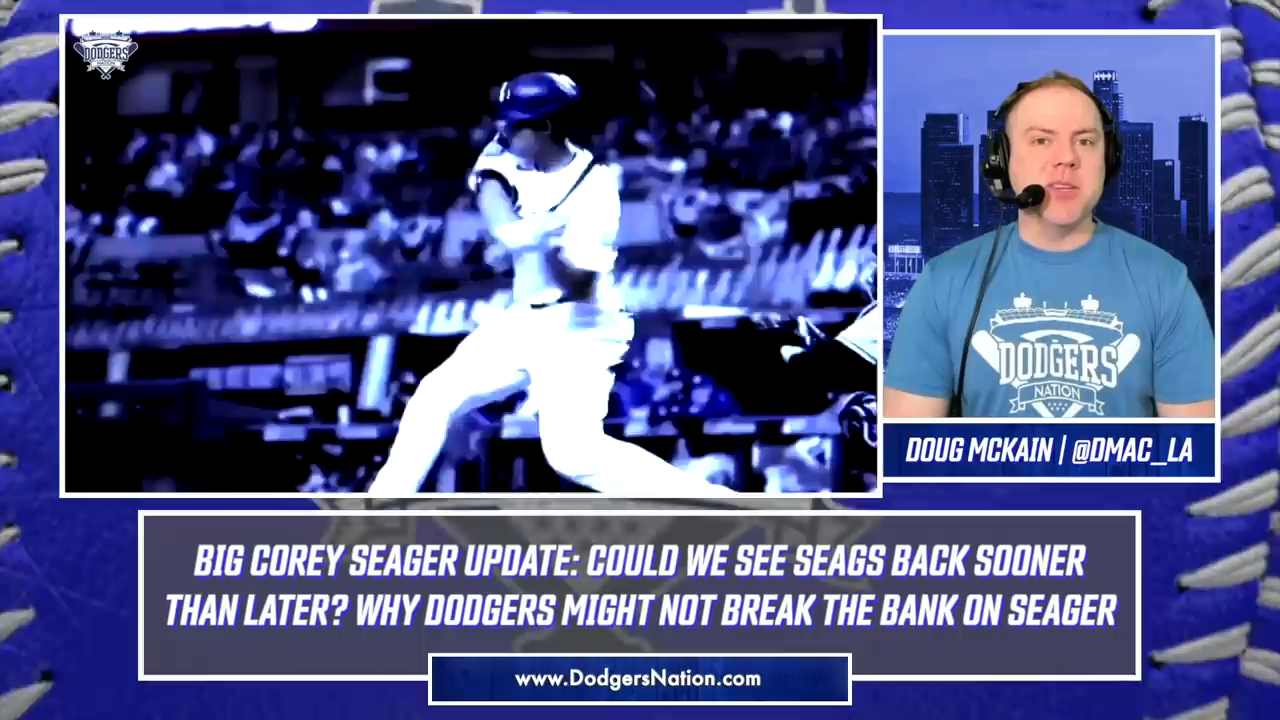 DODGERS
DODGERS
NATION
DOUG MCKAIN | @DMAC_LA
BIG COREY SEAGER UPDATE: COULD WE SEE SEAGS BACK SOONER
THAN LATER? WHY DODGERS MIGHT NOT BREAK THE BANK ON SEAGER
www.DodgersNation.com